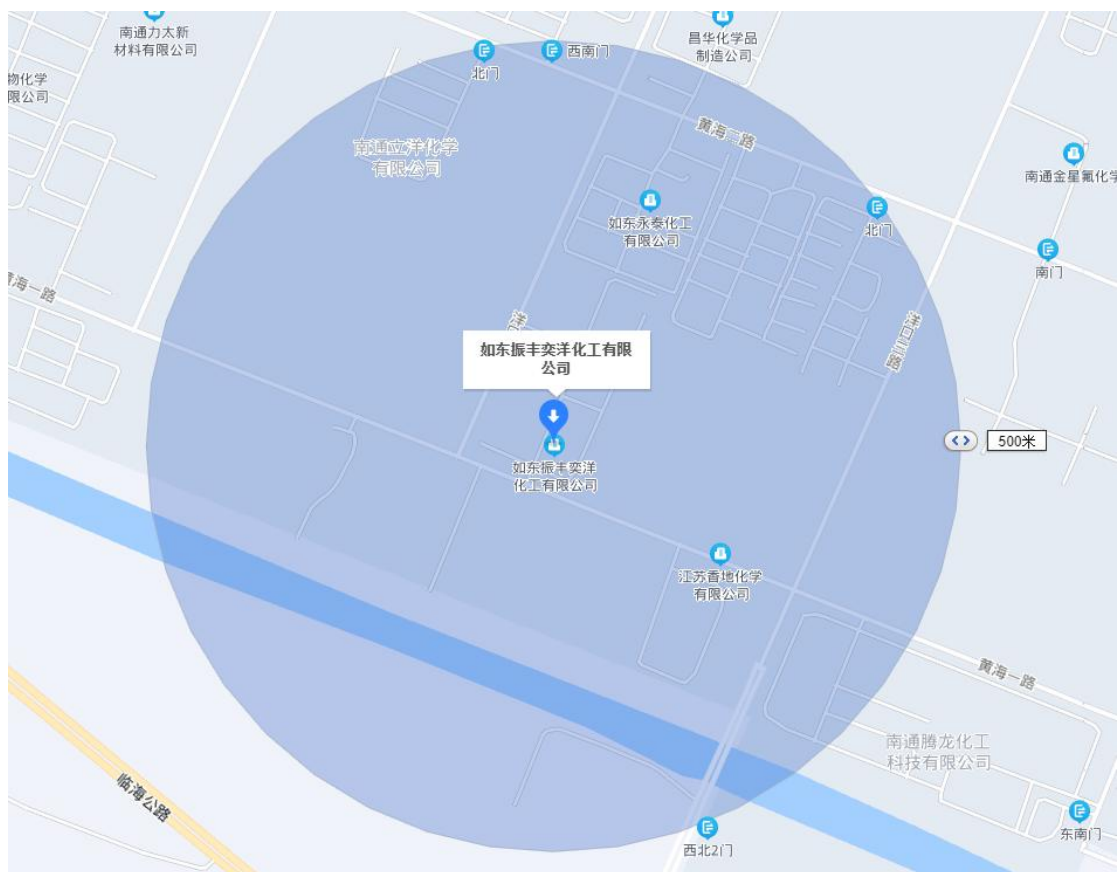 南通力太新
材料有限公司
北门
西南门
昌华化学品
制造公司
物化学
限公司
南通立洋化学
有限公司
黄海二路
南通金星氟化学
如东永泰化工
有限公司
北门
南门
黄海一路
洋口三路
如东振丰奕洋化工有限
公司
500米
如东振丰奕洋
化工有限公司
江苏香地化学
有限公司
黄海一路
南通腾龙化工
科技有限公司
临海公路
西北2门
东南门